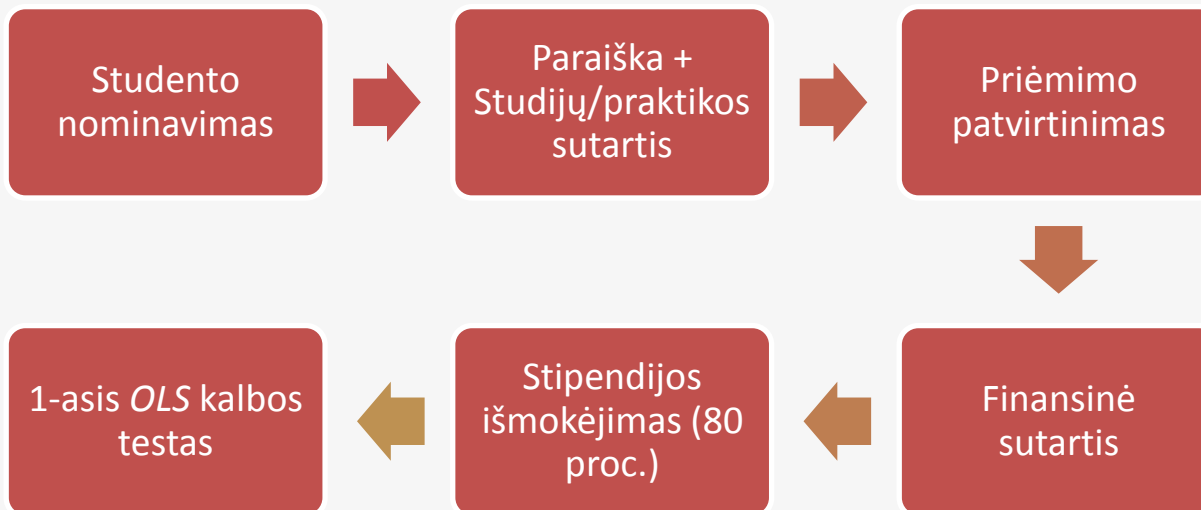 Studento
nominavimas
Paraiška +
Studijų/praktikos
sutartis
Priėmimo
patvirtinimas
Finansinė
sutartis
Stipendijos
išmokėjimas (80
proc.)
1-asis OLS kalbos
testas